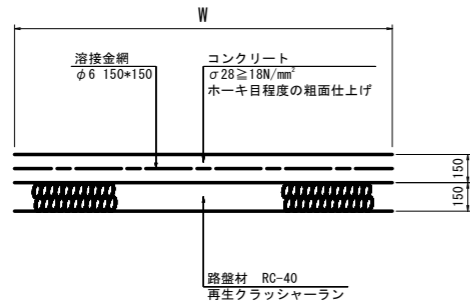 W
溶接金網
φ6 150*150
コンクリート
σ28≧18N/mm²
ホーキ目程度の粗面仕上げ
150
150
路盤材 RC-40
再生クラッシャーラン